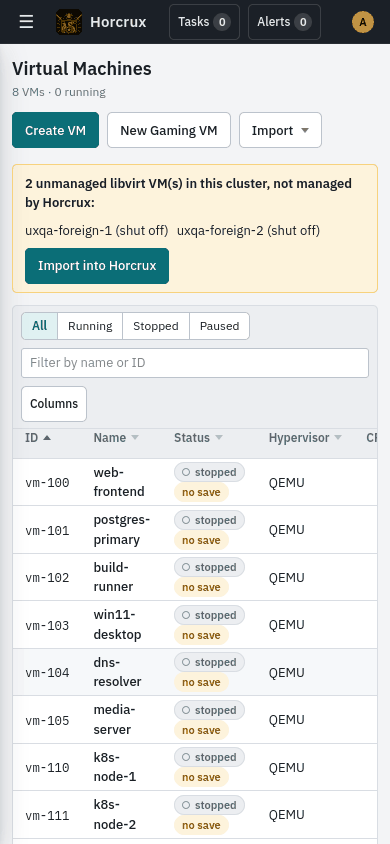 ☰ Horcrux Tasks 0 Alerts 0 A
Virtual Machines
8 VMs · 0 running
Create VM New Gaming VM Import
2 unmanaged libvirt VM(s) in this cluster, not managed
by Horcrux:
uxqa-foreign-1 (shut off) uxqa-foreign-2 (shut off)
Import into Horcrux
All Running Stopped Paused
Filter by name or ID
Columns
ID Name Status Hypervisor
vm-100 web-frontend stopped no save QEMU
vm-101 postgres-primary stopped no save QEMU
vm-102 build-runner stopped no save QEMU
vm-103 win11-desktop stopped no save QEMU
vm-104 dns-resolver stopped no save QEMU
vm-105 media-server stopped no save QEMU
vm-110 k8s-node-1 stopped no save QEMU
vm-111 k8s-node-2 stopped no save QEMU